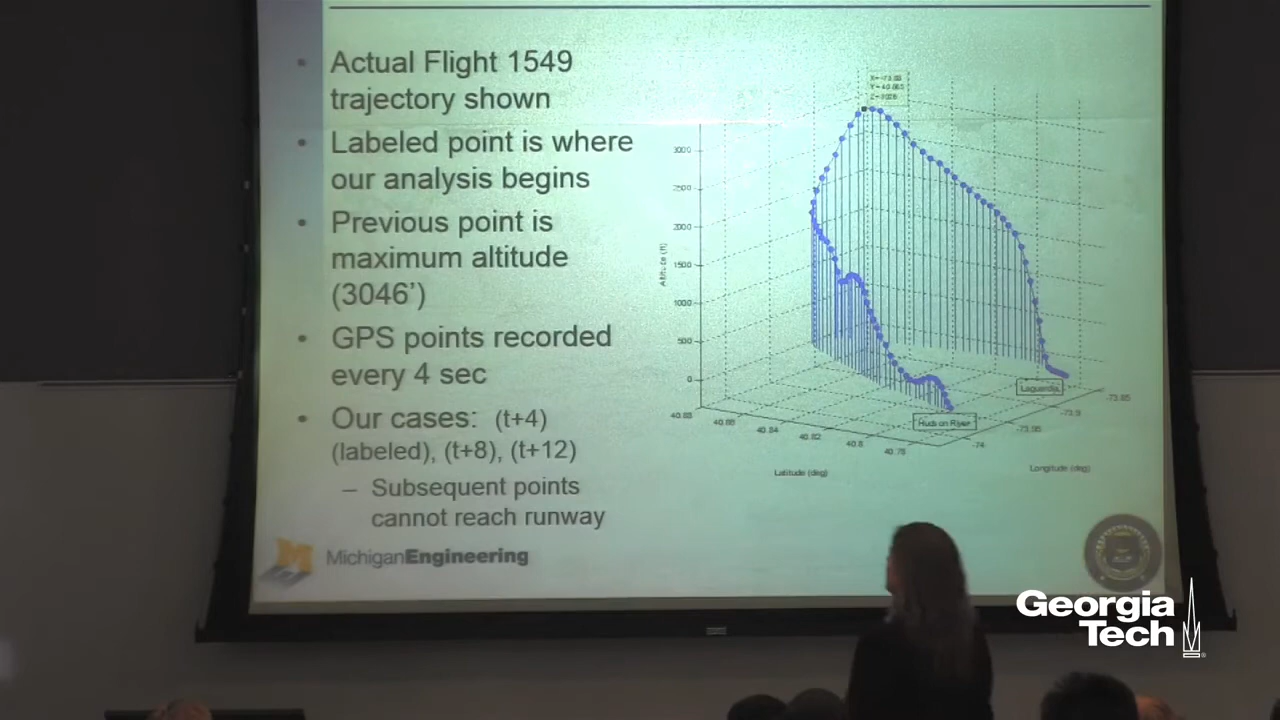 • Actual Flight 1549
trajectory shown
• Labeled point is where
our analysis begins
• Previous point is
maximum altitude
(3046’)
• GPS points recorded
every 4 sec
• Our cases: (t+4)
(labeled), (t+8), (t+12)
– Subsequent points
cannot reach runway
MichiganEngineering
M
3000
2500
2000
1500
1000
500
0
Altitude (ft)
40.88
40.86
40.84
40.82
40.8
40.78
Latitude (deg)
-74
-73.95
-73.9
-73.85
Longitude (deg)
Laguardia
Hudson River
Georgia
Tech